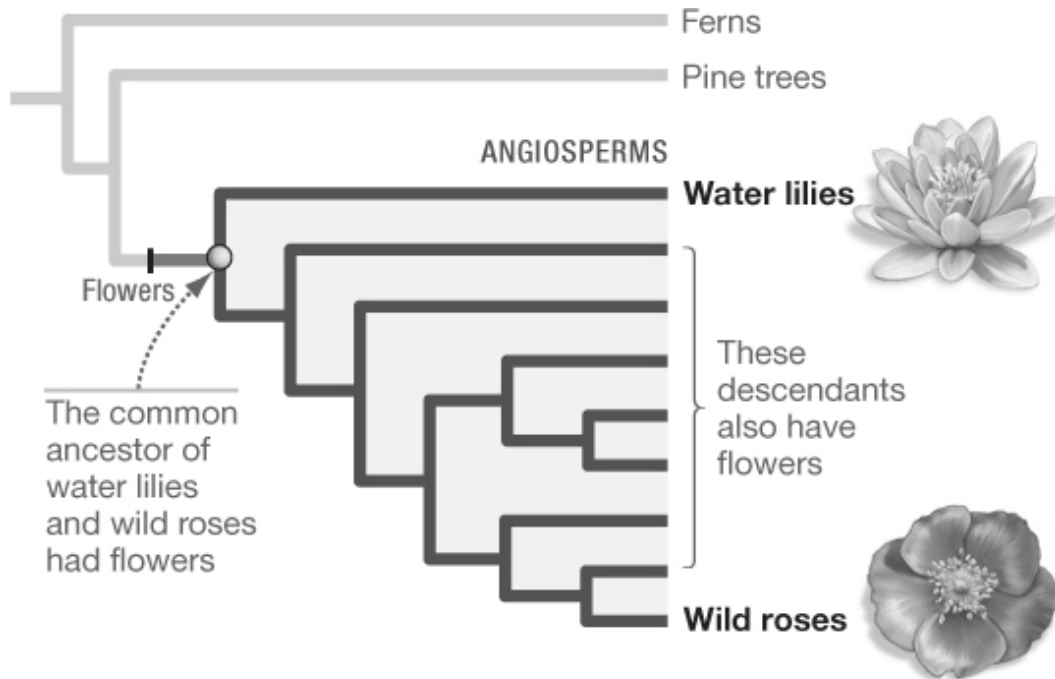 Ferns
Pine trees
ANGIOSPERMS
Water lilies
Flowers
These
descendants
also have
flowers
The common
ancestor of
water lilies
and wild roses
had flowers
Wild roses